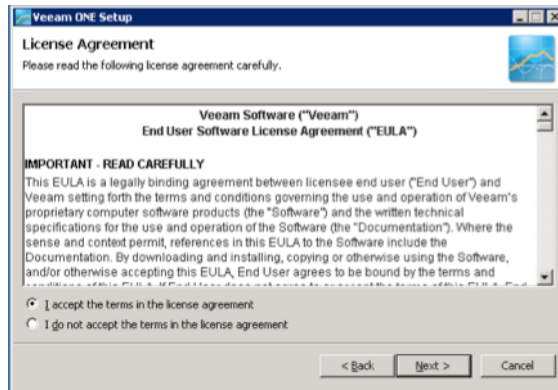 Veeam ONE Setup
License Agreement
Please read the following license agreement carefully.
Veeam Software ("Veeam")
End User Software License Agreement ("EULA")
IMPORTANT - READ CAREFULLY
This EULA is a legally binding agreement between licensee end user ("End User") and
Veeam setting forth the terms and conditions governing the use and operation of Veeam's
proprietary computer software products (the "Software") and the written technical
specifications for the use and operation of the Software (the "Documentation"). Where the
sense and context permit, references in this EULA to the Software include the
Documentation. By downloading and installing, copying or otherwise using the Software,
and/or otherwise accepting this EULA, End User agrees to be bound by the terms and
I accept the terms in the license agreement
I do not accept the terms in the license agreement
< Back
Next >
Cancel